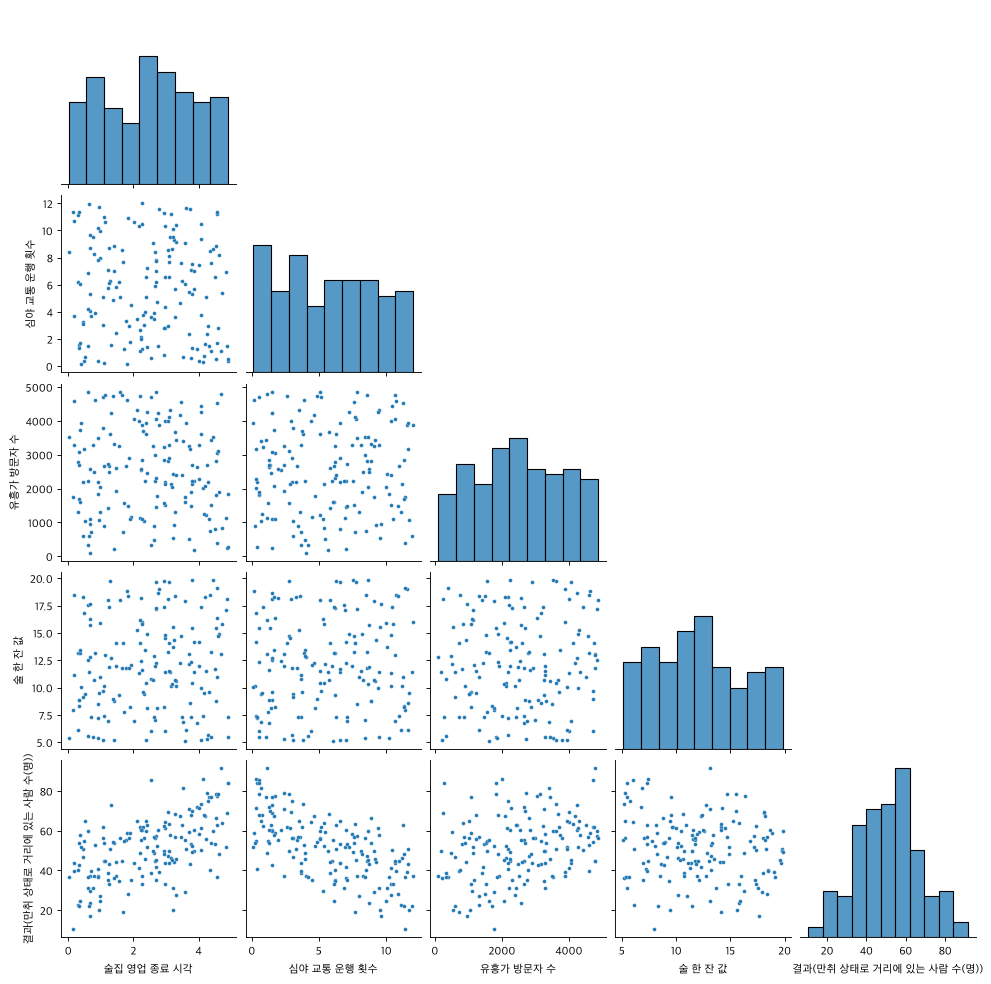 12
10
8
6
4
2
0
심야 교통 운행 횟수
5000
4000
3000
2000
1000
0
유흥가 방문자 수
20.0
17.5
15.0
12.5
10.0
7.5
5.0
술 한 잔 값
80
60
40
20
결과(만취 상태로 거리에 있는 사람 수(명))
0 2 4
술집 영업 종료 시각
0 5 10
심야 교통 운행 횟수
0 2000 4000
유흥가 방문자 수
5 10 15 20
술 한 잔 값
20 40 60 80
결과(만취 상태로 거리에 있는 사람 수(명))